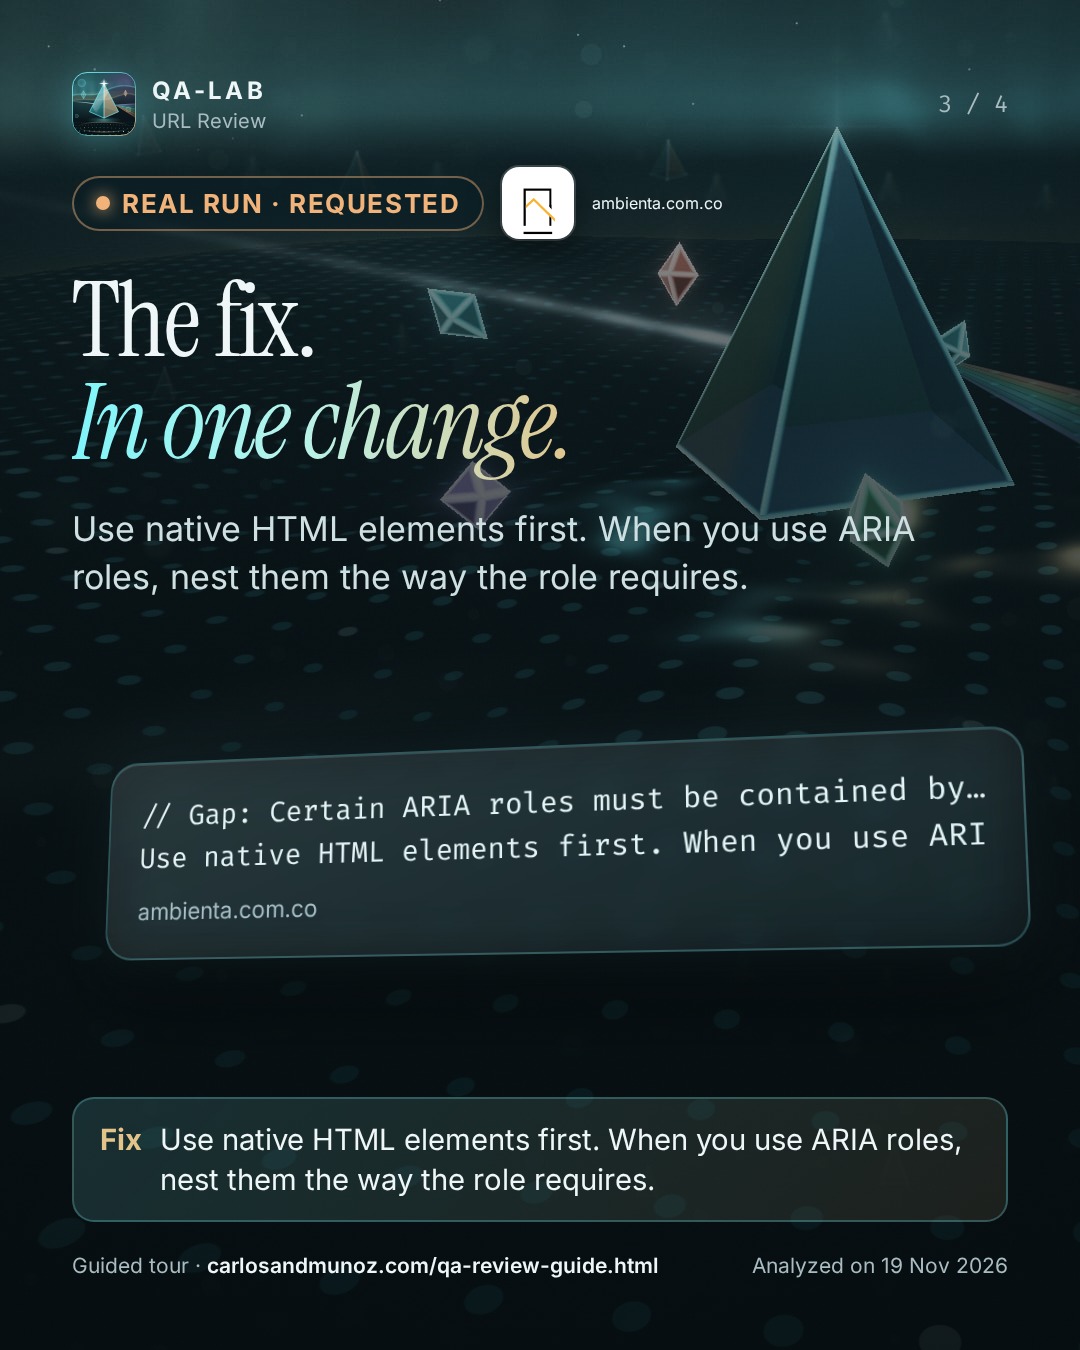 QA-LAB
URL Review
3 / 4
REAL RUN · REQUESTED
ambienta.com.co
The fix.
In one change.
Use native HTML elements first. When you use ARIA
roles, nest them the way the role requires.
// Gap: Certain ARIA roles must be contained by…
Use native HTML elements first. When you use ARI
ambienta.com.co
Fix Use native HTML elements first. When you use ARIA roles,
nest them the way the role requires.
Guided tour · carlosandmunoz.com/qa-review-guide.html
Analyzed on 19 Nov 2026